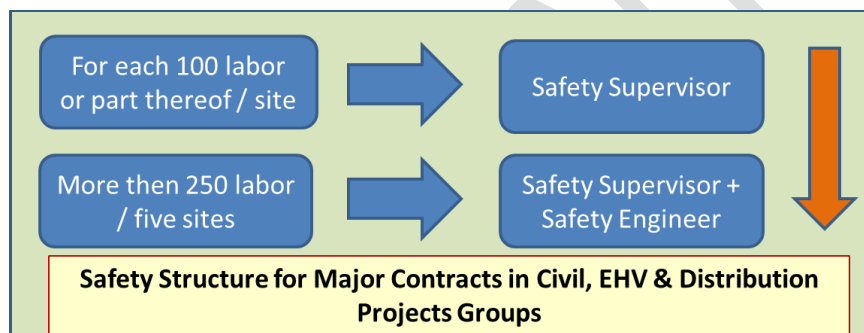 For each 100 labor
or part thereof / site
Safety Supervisor
More then 250 labor
/ five sites
Safety Supervisor +
Safety Engineer
Safety Structure for Major Contracts in Civil, EHV & Distribution
Projects Groups